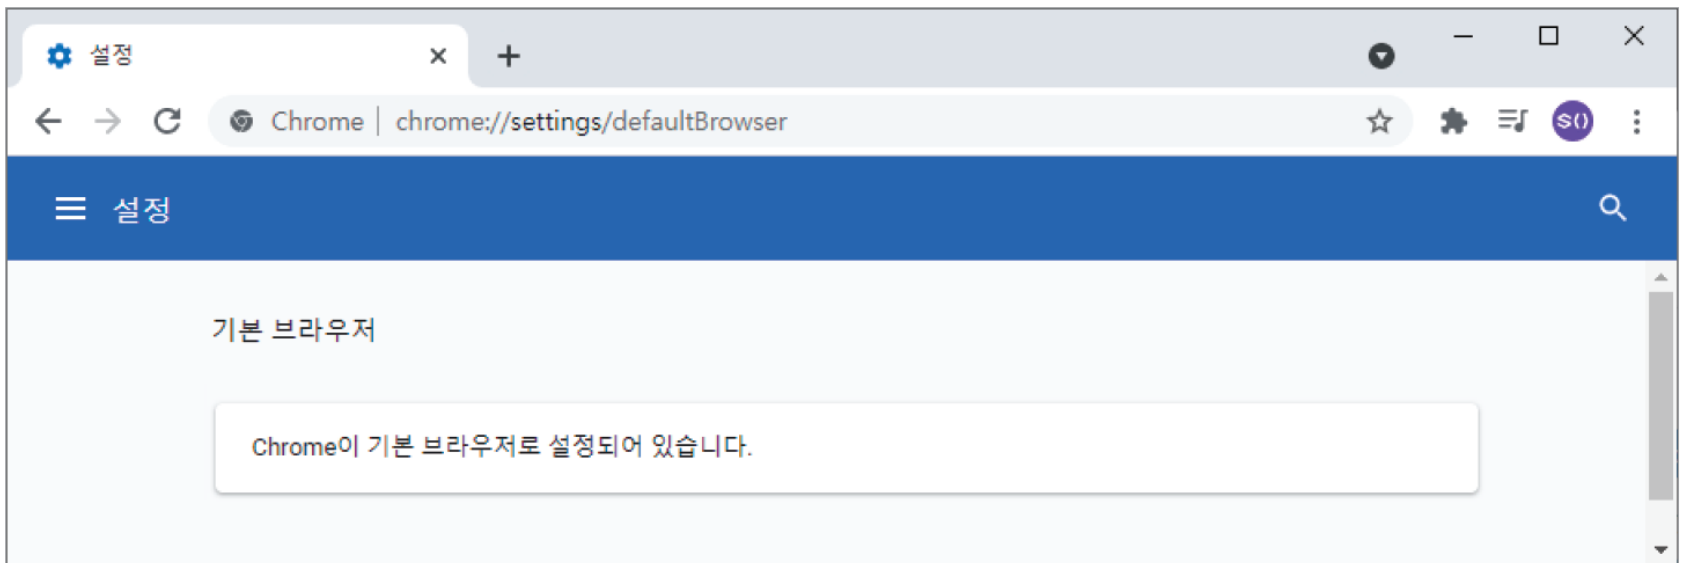 설정
Chrome | chrome://settings/defaultBrowser
S()
설정
기본 브라우저
Chrome이 기본 브라우저로 설정되어 있습니다.